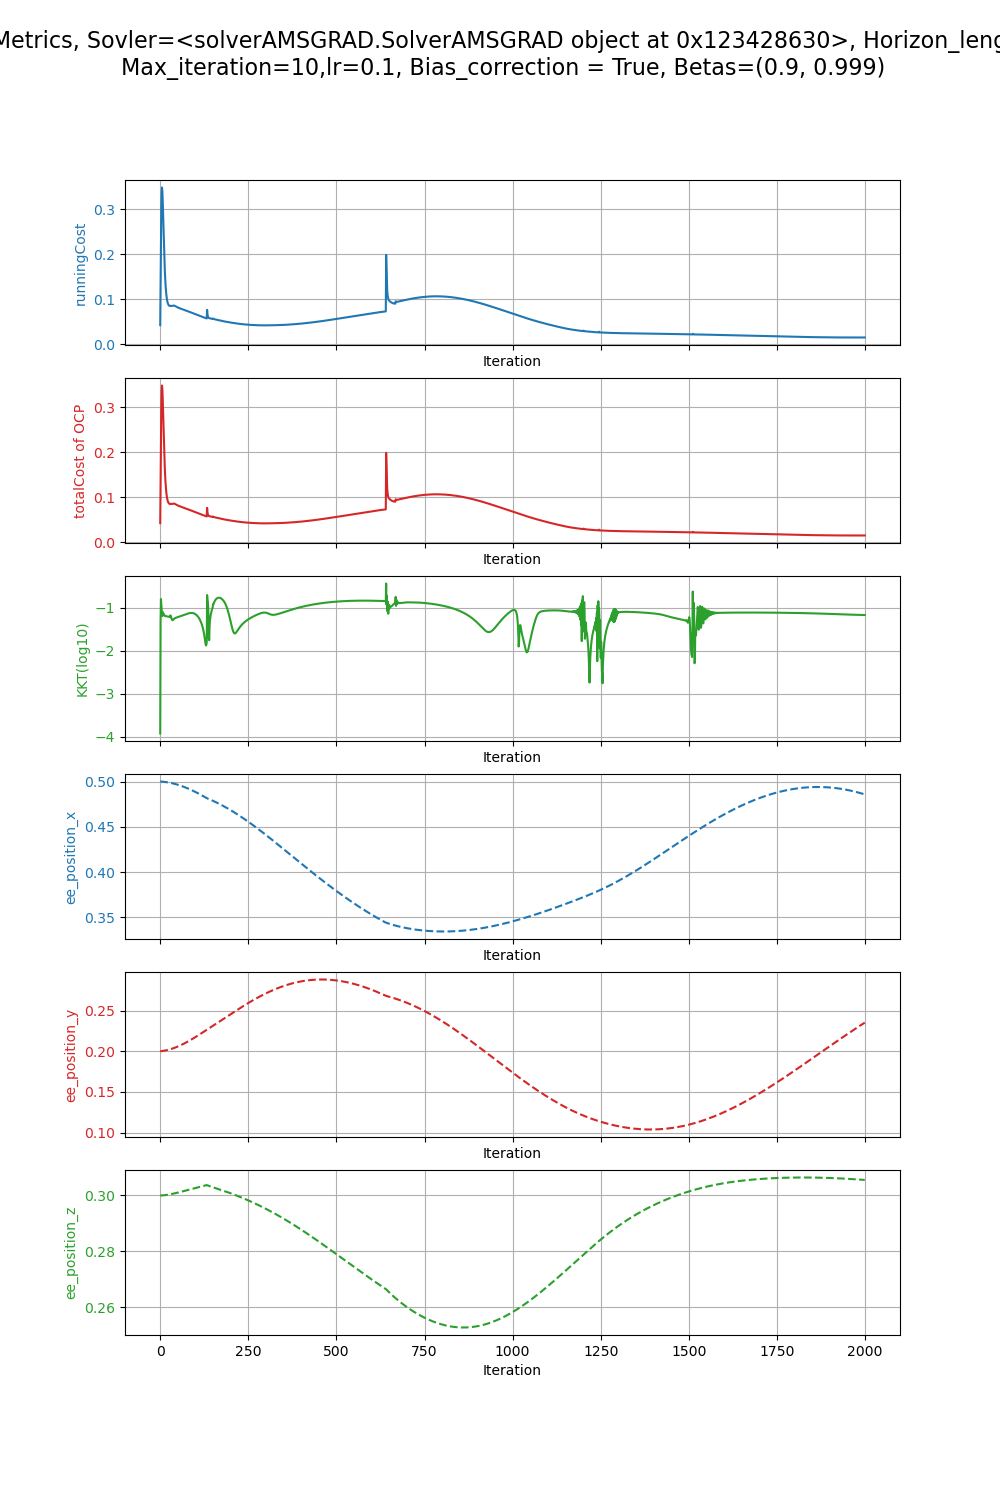 Metrics, Sovler=<solverAMSGRAD.SolverAMSGRAD object at 0x123428630>, Horizon_leng
Max_iteration=10,lr=0.1, Bias_correction = True, Betas=(0.9, 0.999)
runningCost
0.3
0.2
0.1
0.0
Iteration
totalCost of OCP
0.3
0.2
0.1
0.0
Iteration
KKT(log10)
−1
−2
−3
−4
Iteration
ee_position_x
0.50
0.45
0.40
0.35
Iteration
ee_position_y
0.25
0.20
0.15
0.10
Iteration
ee_position_z
0.30
0.28
0.26
0 250 500 750 1000 1250 1500 1750 2000
Iteration